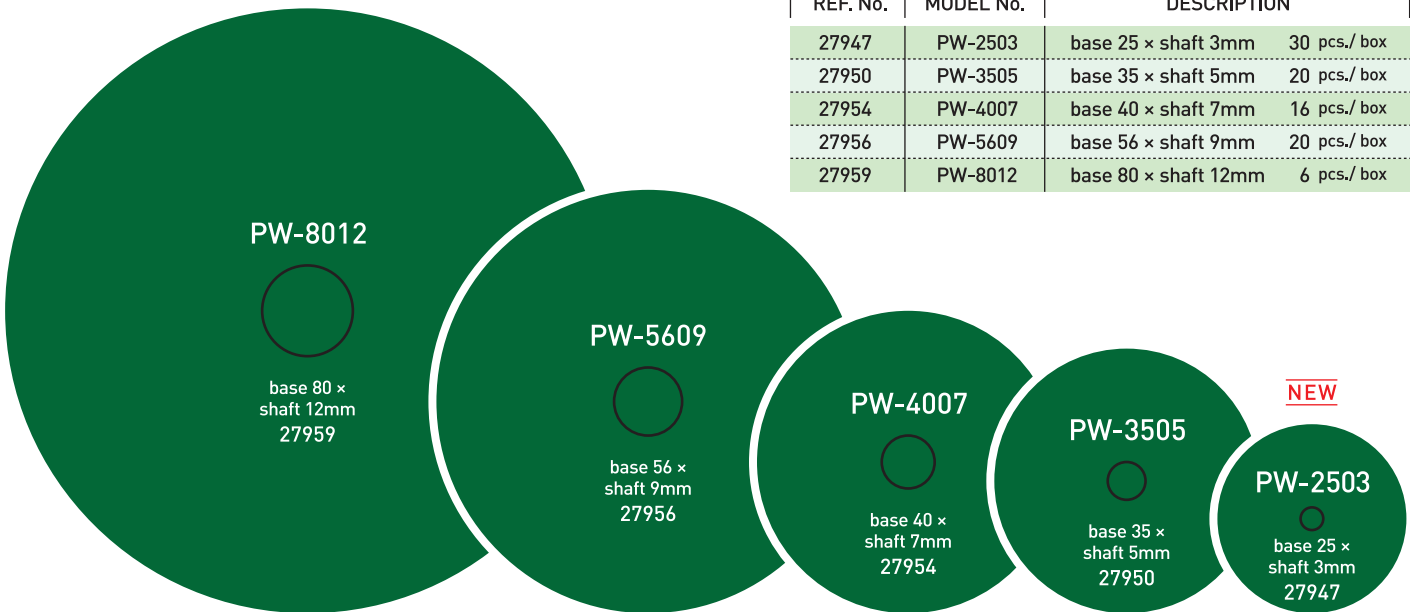 REF. No. MODEL No. DESCRIPTION
27947 PW-2503 base 25 × shaft 3mm 30 pcs./ box
27950 PW-3505 base 35 × shaft 5mm 20 pcs./ box
27954 PW-4007 base 40 × shaft 7mm 16 pcs./ box
27956 PW-5609 base 56 × shaft 9mm 20 pcs./ box
27959 PW-8012 base 80 × shaft 12mm 6 pcs./ box
PW-8012
base 80 ×
shaft 12mm
27959
PW-5609
base 56 ×
shaft 9mm
27956
PW-4007
base 40 ×
shaft 7mm
27954
PW-3505
base 35 ×
shaft 5mm
27950
NEW
PW-2503
base 25 ×
shaft 3mm
27947